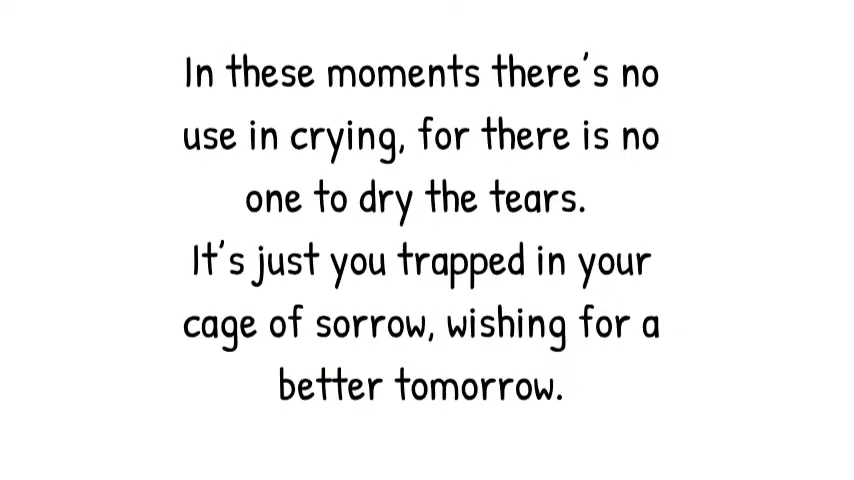 In these moments there's no
use in crying, for there is no
one to dry the tears.
It's just you trapped in your
cage of sorrow, wishing for a
better tomorrow.